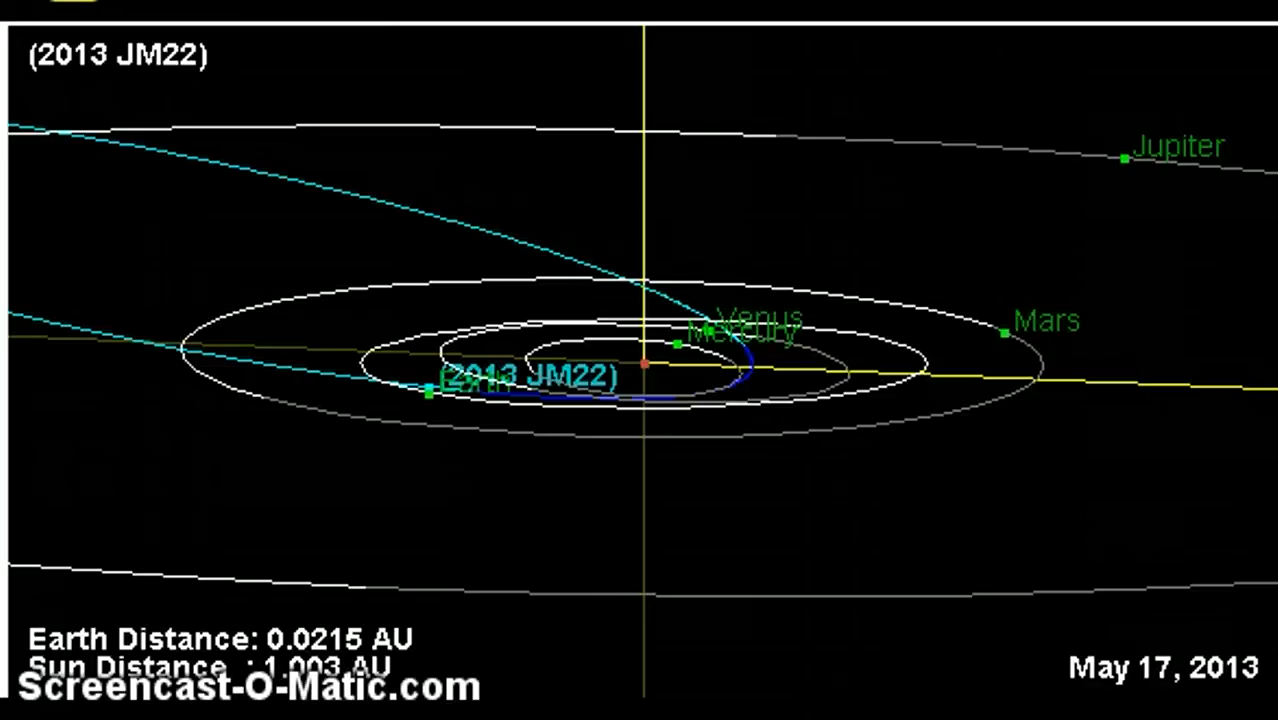 (2013 JM22)
Jupiter
Venus
Mars
Mercury
(2013 JM22)
Earth
Earth Distance: 0.0215 AU
Sun Distance : 1.003 AU
May 17, 2013
Screencast-O-Matic.com